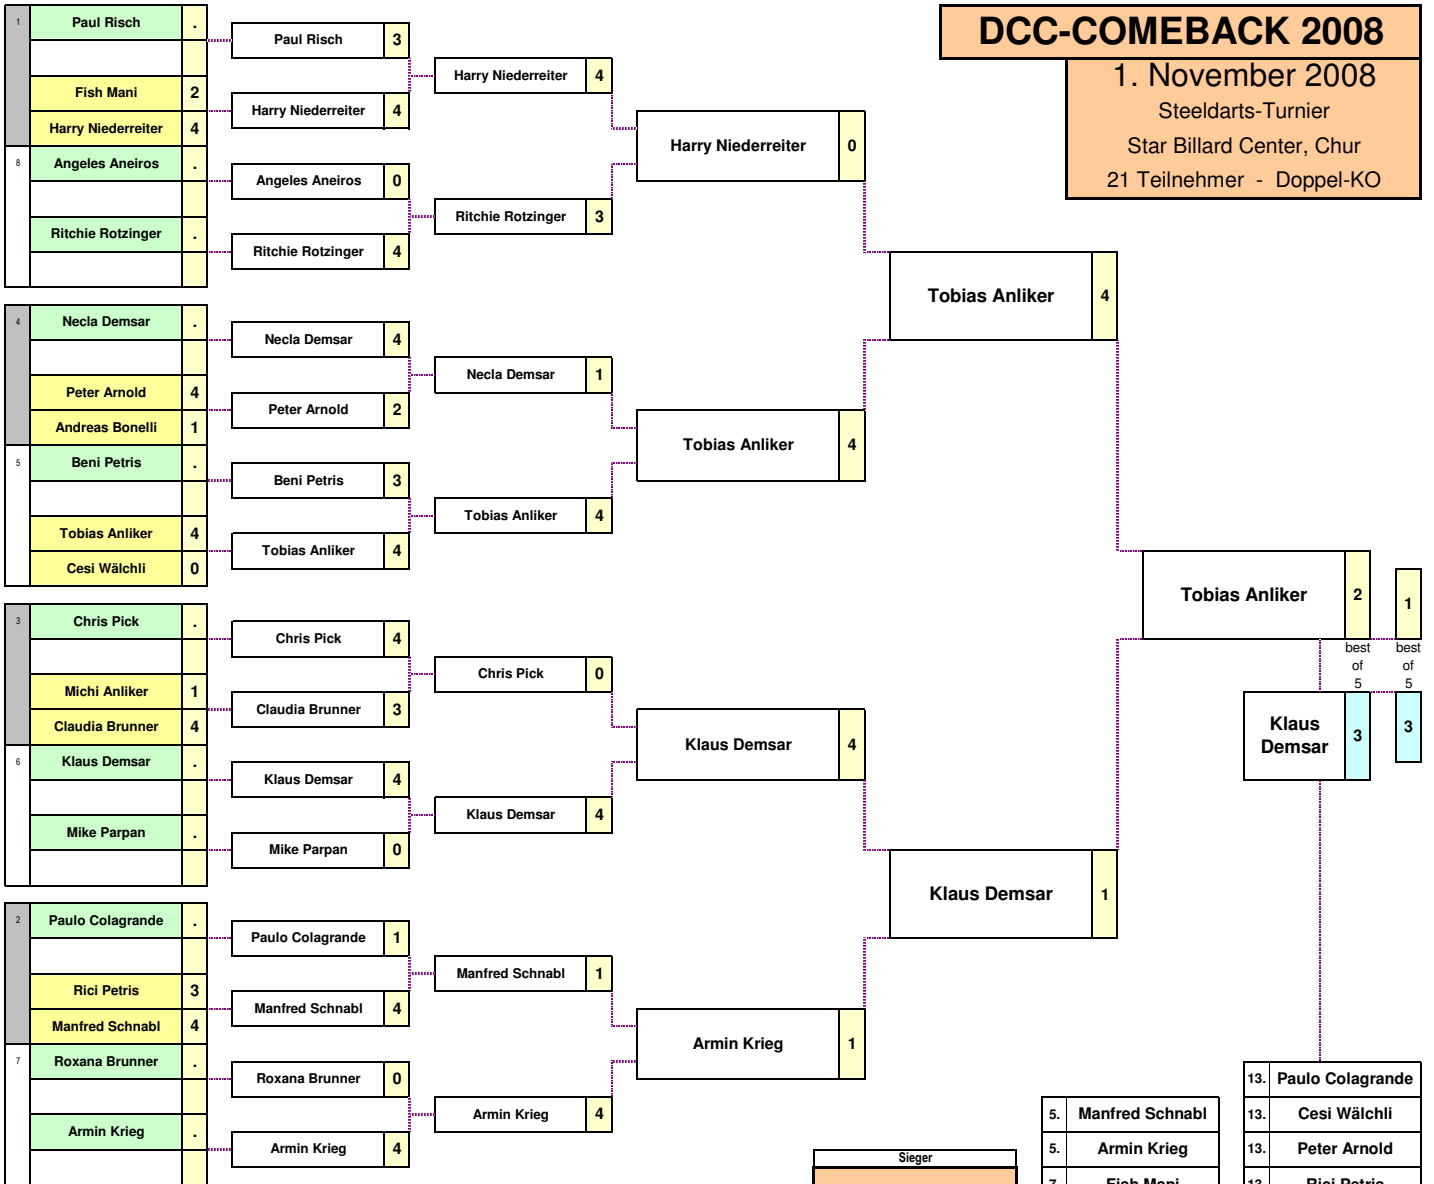 DCC-COMEBACK 2008
1. November 2008
Steeldarts-Turnier
Star Billard Center, Chur
21 Teilnehmer - Doppel-KO
1
Paul Risch .
Fish Mani 2
Harry Niederreiter 4
8
Angeles Aneiros .
Ritchie Rotzinger .
4
Necla Demsar .
Peter Arnold 4
Andreas Bonelli 1
5
Beni Petris .
Tobias Anliker 4
Cesi Wälchli 0
3
Chris Pick .
Michi Anliker 1
Claudia Brunner 4
6
Klaus Demsar .
Mike Parpan .
2
Paulo Colagrande .
Rici Petris 3
Manfred Schnabl 4
7
Roxana Brunner .
Armin Krieg .
Paul Risch 3
Harry Niederreiter 4
Angeles Aneiros 0
Ritchie Rotzinger 4
Necla Demsar 4
Peter Arnold 2
Beni Petris 3
Tobias Anliker 4
Chris Pick 4
Claudia Brunner 3
Klaus Demsar 4
Mike Parpan 0
Paulo Colagrande 1
Manfred Schnabl 4
Roxana Brunner 0
Armin Krieg 4
Harry Niederreiter 4
Ritchie Rotzinger 3
Necla Demsar 1
Tobias Anliker 4
Chris Pick 0
Klaus Demsar 4
Manfred Schnabl 1
Armin Krieg 4
Harry Niederreiter 0
Tobias Anliker 4
Klaus Demsar 4
Armin Krieg 1
Tobias Anliker 4
Klaus Demsar 1
Tobias Anliker 2 1
best best
of of
5 5
Klaus
Demsar 3 3
Sieger
5. Manfred Schnabl
5. Armin Krieg
7. Fish Mani
13. Paulo Colagrande
13. Cesi Wälchli
13. Peter Arnold
13. Rici Petris